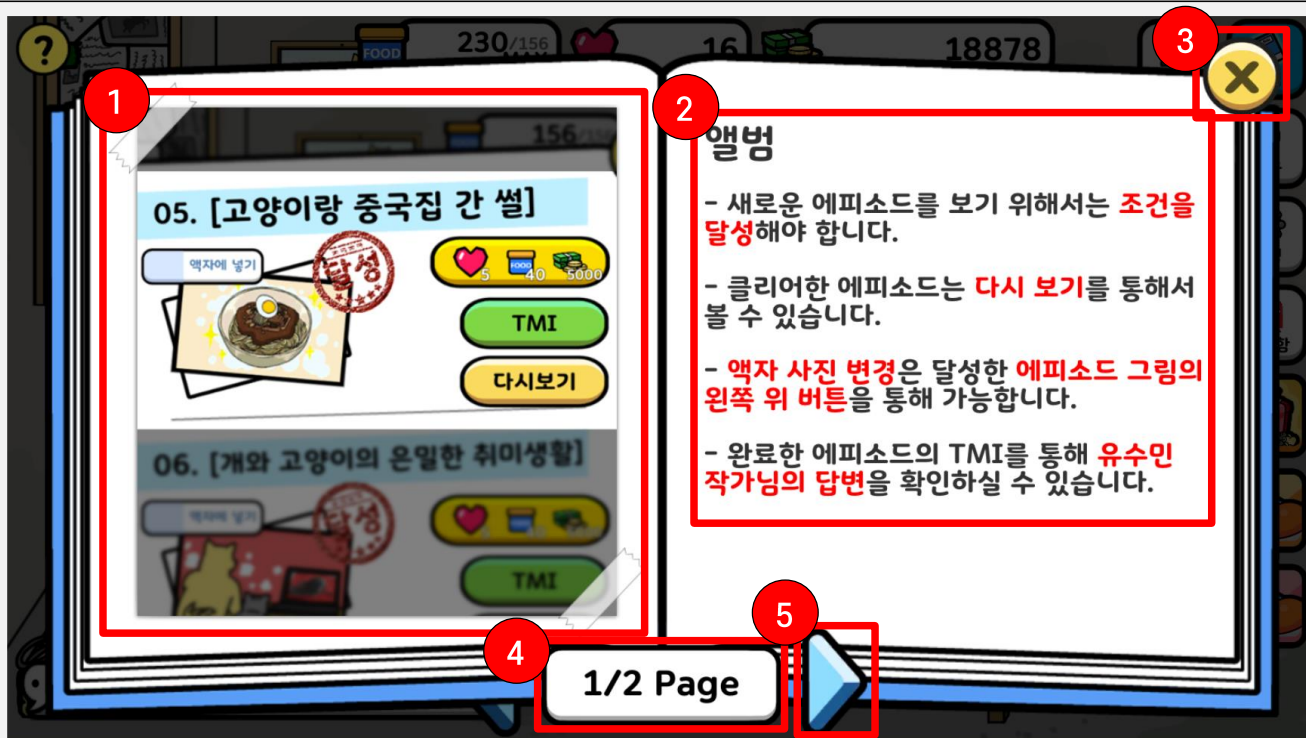 ?
FOOD
230/156
16
18878
3
1
2
156/156
05. [고양이랑 중국집 간 썰]
액자에 넣기
달성
5
FOOD
40
5000
TMI
다시보기
06. [개와 고양이의 은밀한 취미생활]
액자에 넣기
달성
TMI
앨범
- 새로운 에피소드를 보기 위해서는 조건을
달성해야 합니다.
- 클리어한 에피소드는 다시 보기를 통해서
볼 수 있습니다.
- 액자 사진 변경은 달성한 에피소드 그림의
왼쪽 위 버튼을 통해 가능합니다.
- 완료한 에피소드의 TMI를 통해 유수민
작가님의 답변을 확인하실 수 있습니다.
함
4
1/2 Page
5